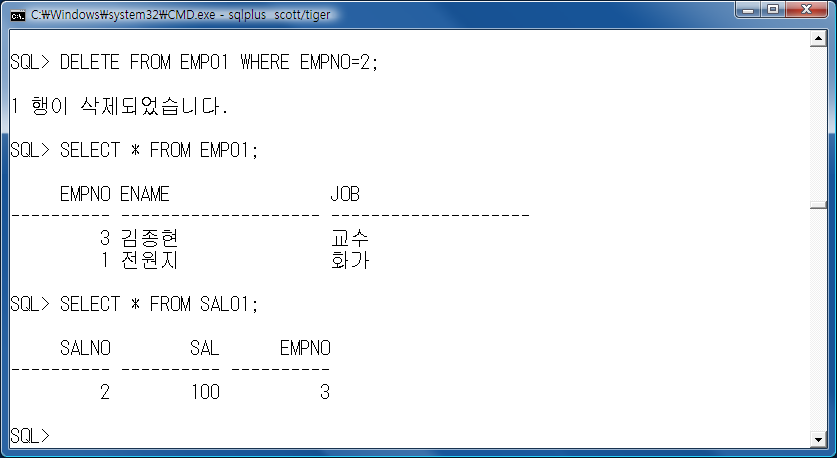 C:₩Windows₩system32₩CMD.exe - sqlplus  scott/tiger
SQL> DELETE FROM EMP01 WHERE EMPNO=2;
1 행이 삭제되었습니다.
SQL> SELECT * FROM EMP01;
     EMPNO ENAME                JOB
---------- -------------------- --------------------
         3 김종현               교수
         1 전원지               화가
SQL> SELECT * FROM SAL01;
     SALNO        SAL      EMPNO
---------- ---------- ----------
         2        100          3
SQL>